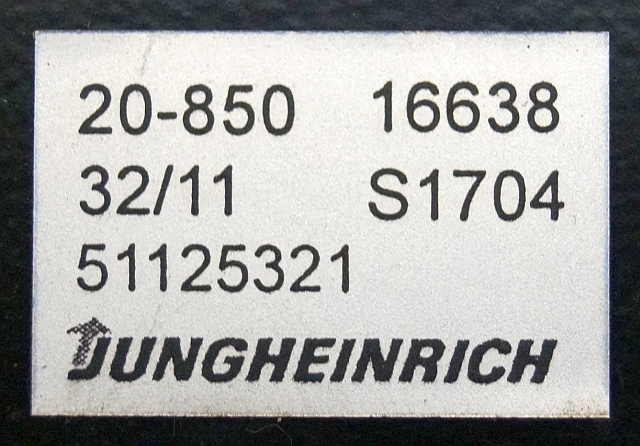 20-850 16638
32/11 S1704
51125321
JUNGHEINRICH